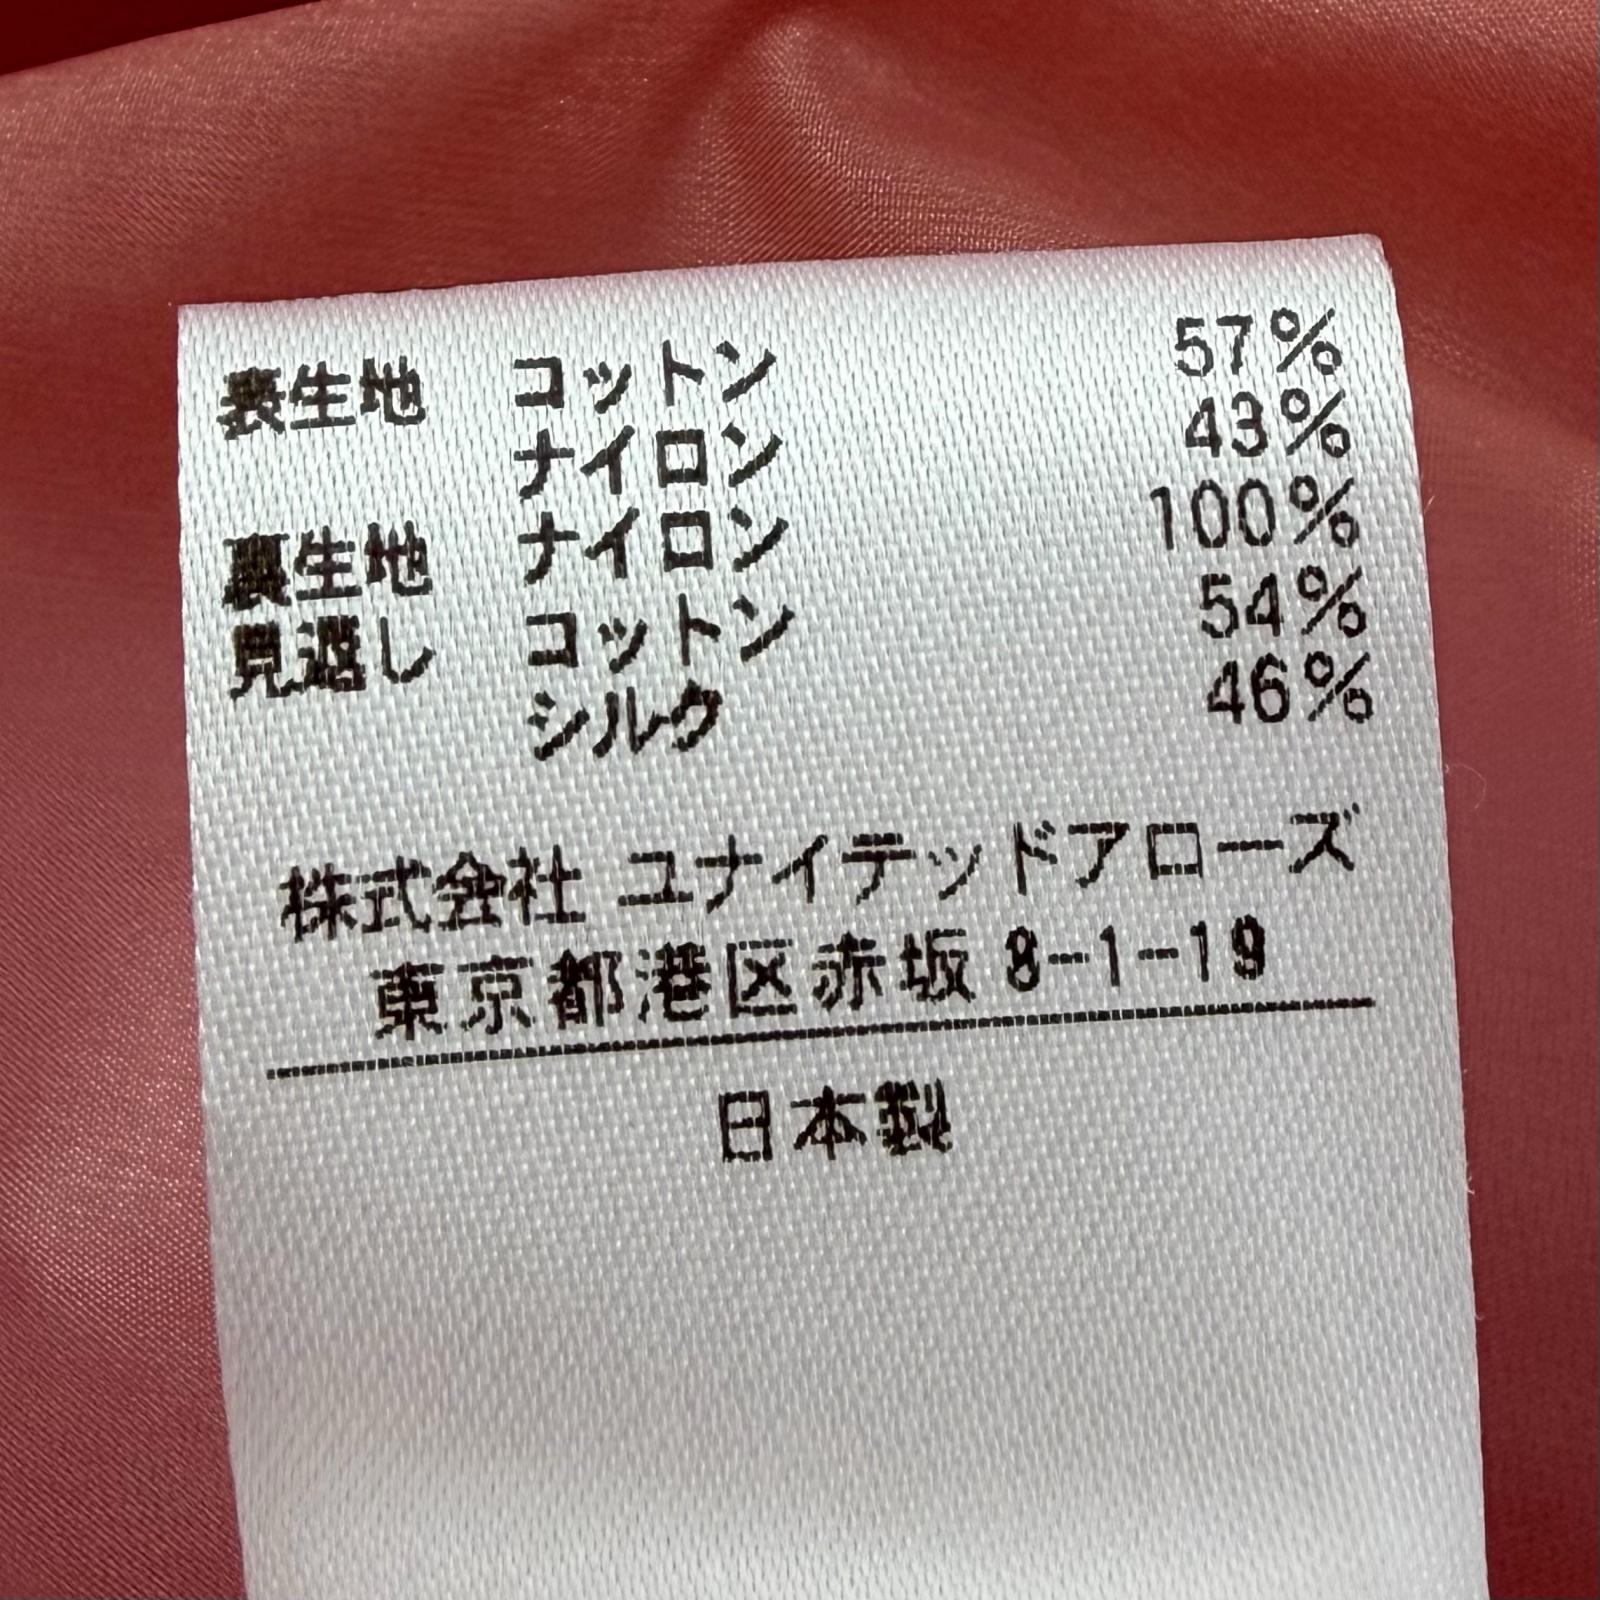 表生地 コットン 57%
ナイロン 43%
裏生地 ナイロン 100%
見返し コットン 54%
シルク 46%
株式会社 ユナイテッドアローズ
東京都港区赤坂 8-1-19
日本製